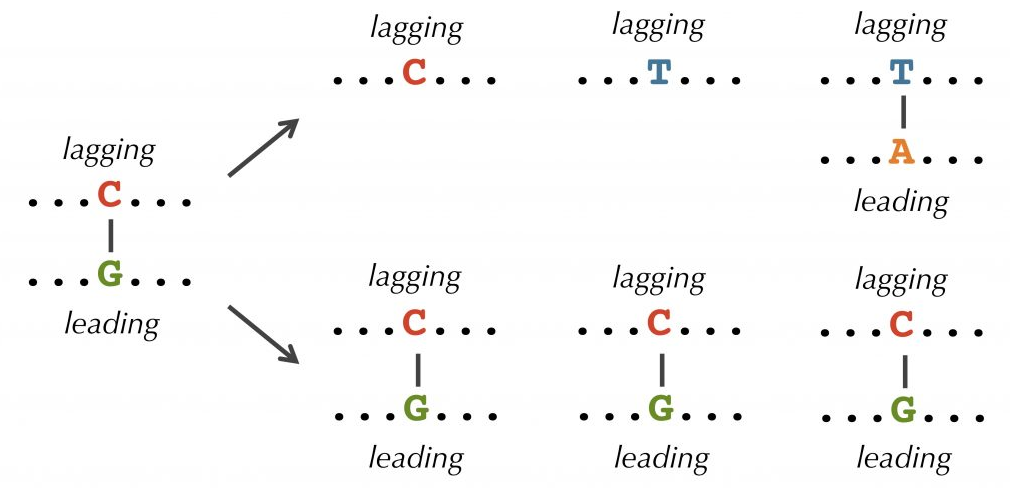 lagging lagging lagging
. . . C . . . . . . T . . . . . . T . . .
lagging
. . . A . . .
. . . C . . .
leading
. . . G . . .
lagging lagging lagging
leading
. . . C . . . . . . C . . . . . . C . . .
. . . G . . . . . . G . . . . . . G . . .
leading leading leading